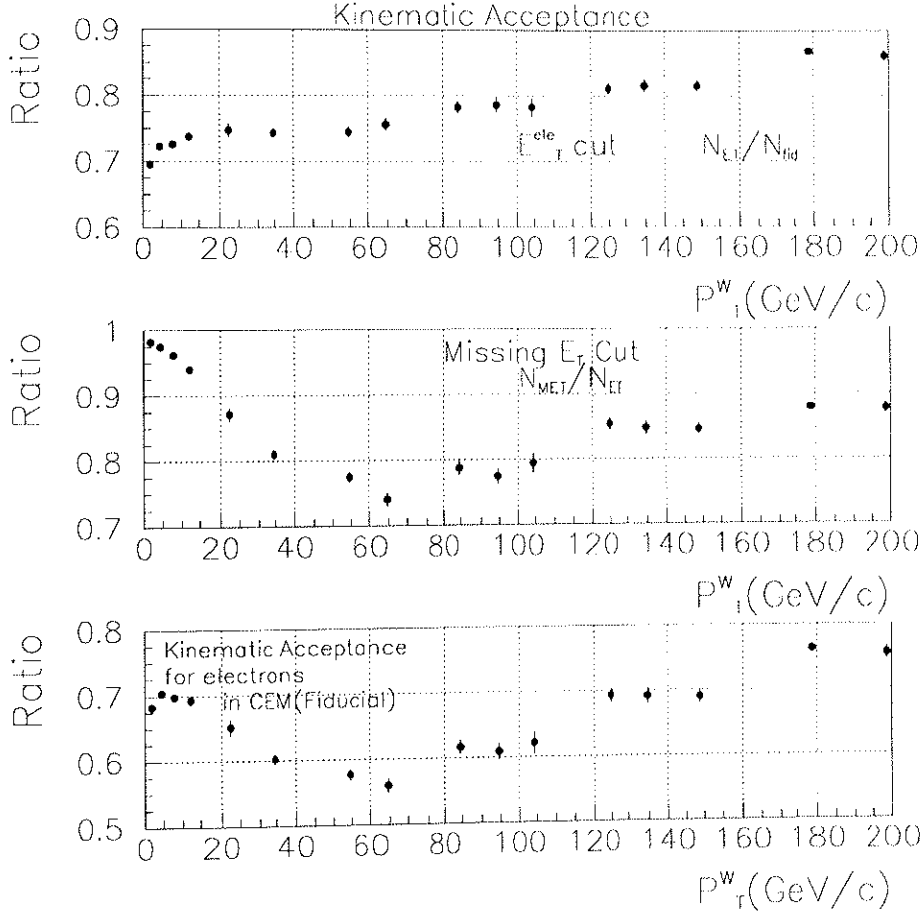 Kinematic Acceptance
Ratio
0.9
0.8
0.7
0.6
E^ele_T cut
N_ET/N_fid
0 20 40 60 80 100 120 140 160 180 200
P^W_T(GeV/c)
Ratio
1
0.9
0.8
0.7
Missing E_T Cut
N_MET/N_ET
0 20 40 60 80 100 120 140 160 180 200
P^W_T(GeV/c)
Ratio
0.8
0.7
0.6
0.5
Kinematic Acceptance
for electrons
in CEM(Fiducial)
0 20 40 60 80 100 120 140 160 180 200
P^W_T(GeV/c)